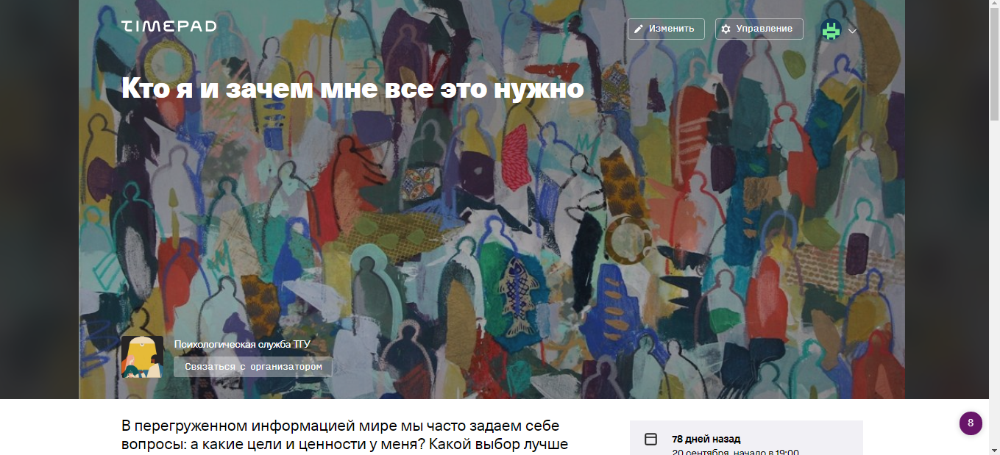 TIMEPAD
Изменить
Управление
Кто я и зачем мне все это нужно
Психологическая служба ТГУ
Связаться с организатором
В перегруженном информацией мире мы часто задаем себе
вопросы: а какие цели и ценности у меня? Какой выбор лучше
78 дней назад
20 сентября, начало в 19:00
8